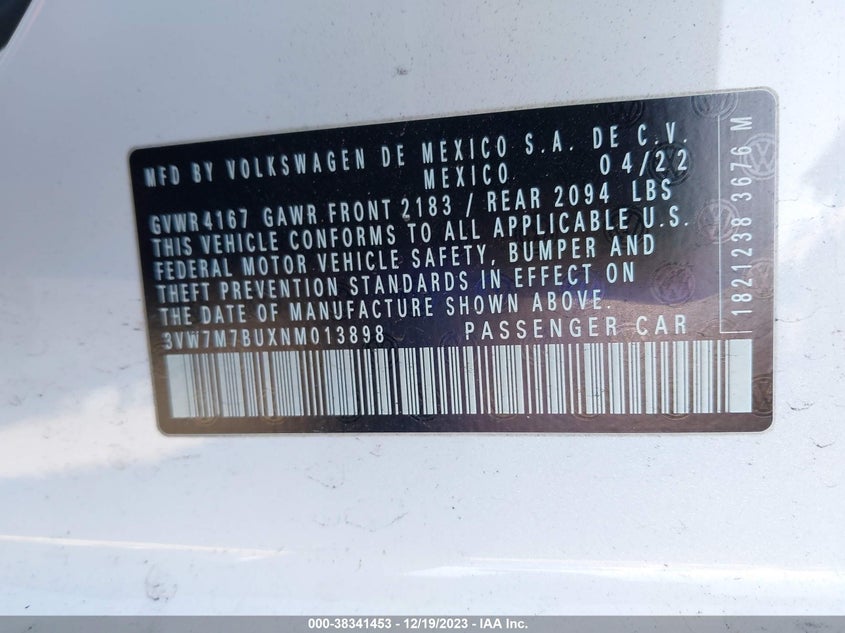 MFD BY VOLKSWAGEN DE MEXICO S.A. DE C.V.
MEXICO 04/22
GVWR4167 GAWR FRONT 2183 / REAR 2094 LBS
THIS VEHICLE CONFORMS TO ALL APPLICABLE U.S.
FEDERAL MOTOR VEHICLE SAFETY, BUMPER AND
THEFT PREVENTION STANDARDS IN EFFECT ON
THE DATE OF MANUFACTURE SHOWN ABOVE.
3VW7M7BUXNM013898 PASSENGER CAR
1821238 3676 M
000-38341453 - 12/19/2023 - IAA Inc.